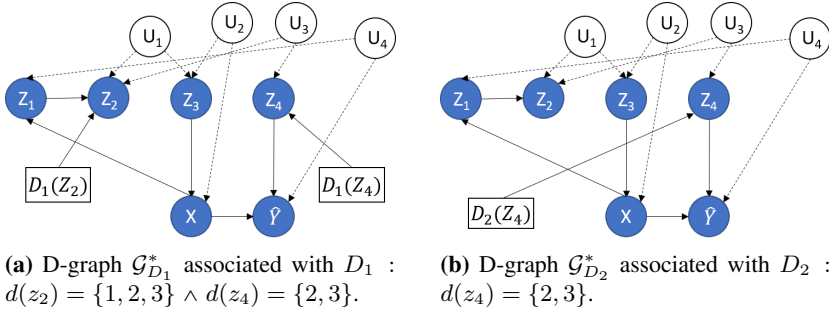 U₁ U₂ U₃ U₄ U₁ U₂ U₃ U₄
Z₁ Z₂ Z₃ Z₄ Z₁ Z₂ Z₃ Z₄
D₁(Z₂) D₁(Z₄) D₂(Z₄)
X Ŷ X Ŷ
(a) D-graph 𝒢*_{D₁} associated with D₁ :
d(z₂) = {1, 2, 3} ∧ d(z₄) = {2, 3}.
(b) D-graph 𝒢*_{D₂} associated with D₂ :
d(z₄) = {2, 3}.